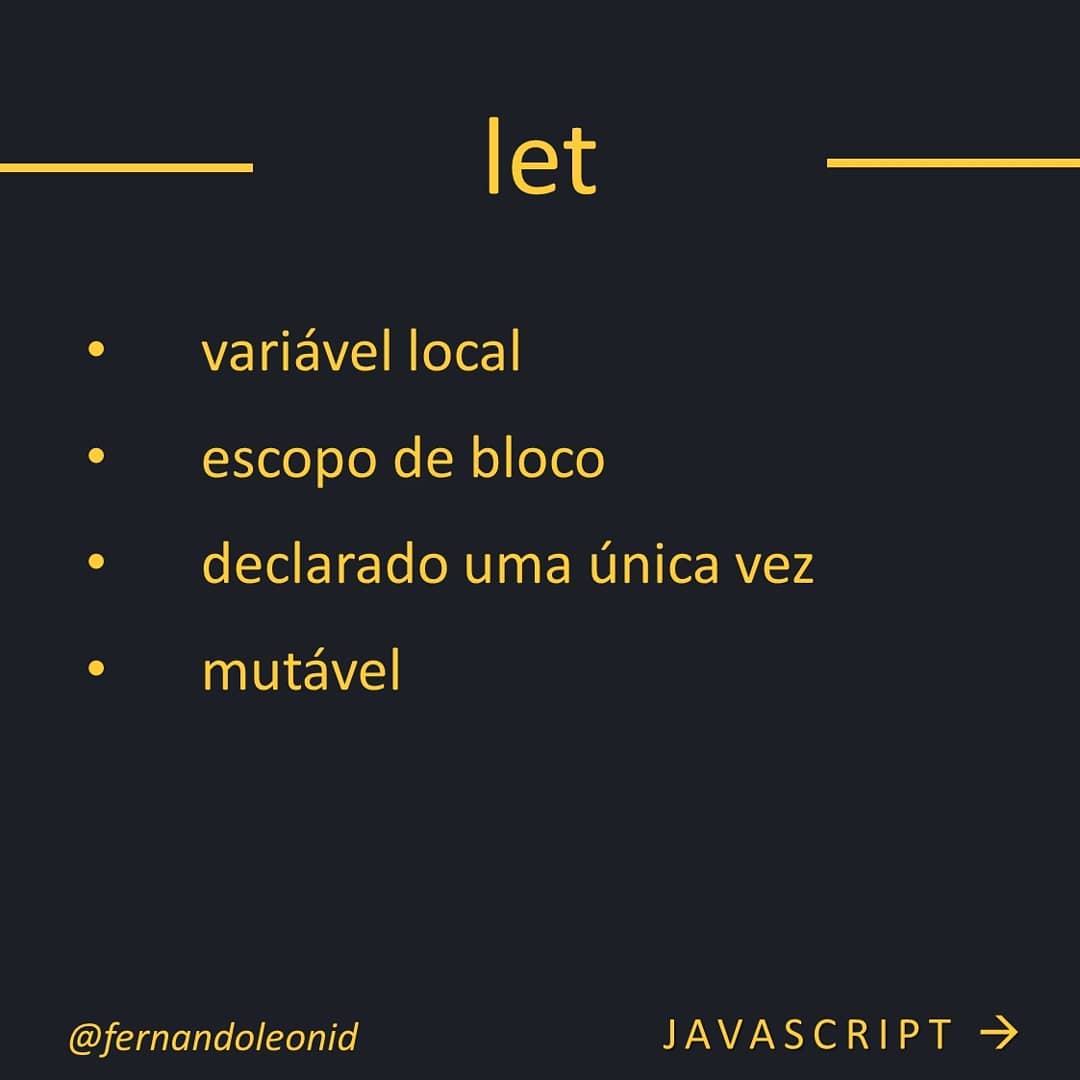 let
• variável local
• escopo de bloco
• declarado uma única vez
• mutável
@fernandoleonid
JAVASCRIPT →